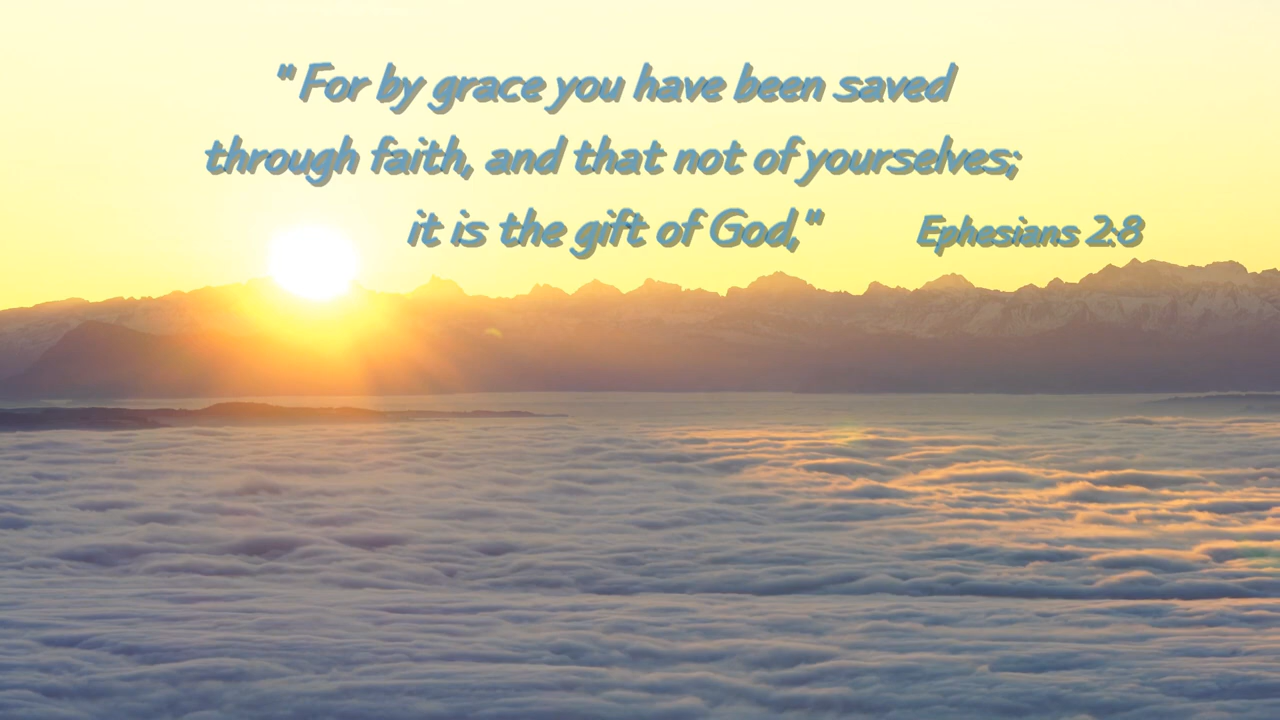 "For by grace you have been saved
through faith, and that not of yourselves;
it is the gift of God," Ephesians 2:8